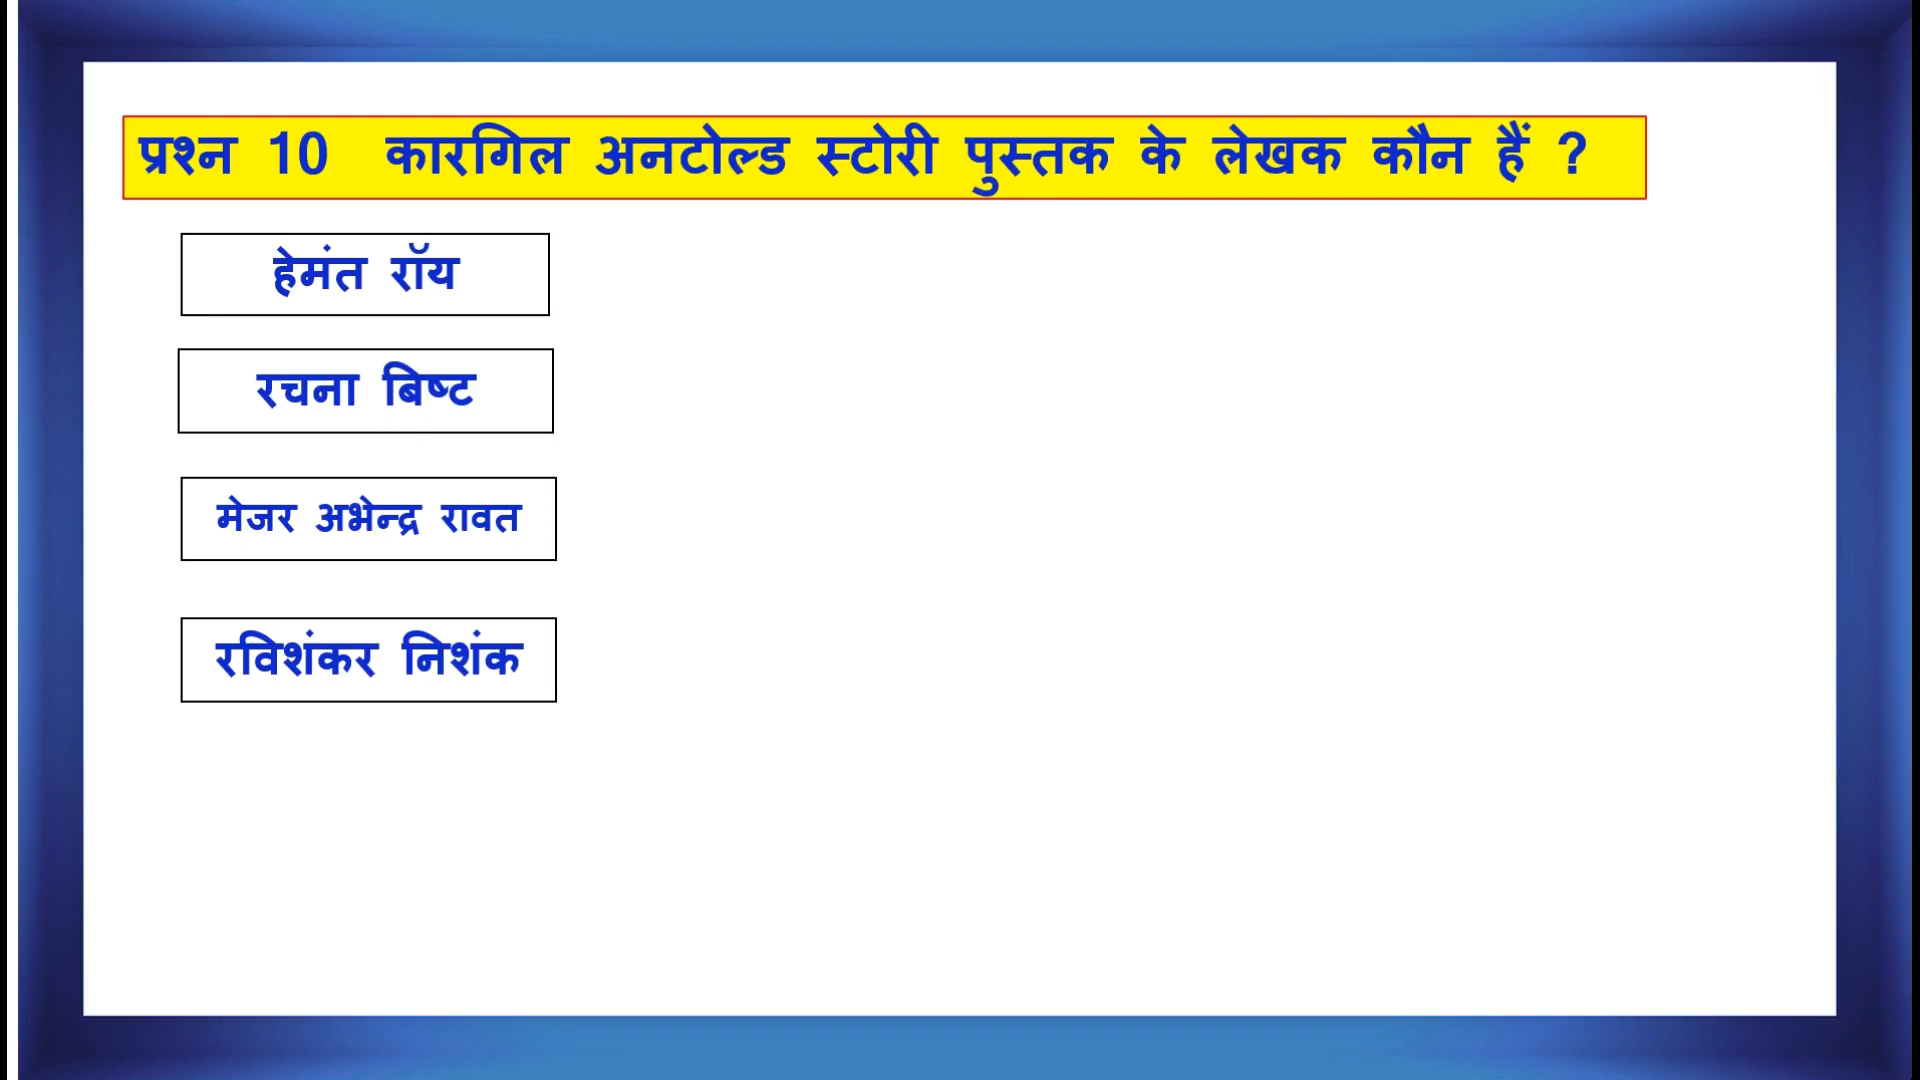 प्रश्न 10 कारगिल अनटोल्ड स्टोरी पुस्तक के लेखक कौन हैं ?
हेमंत रॉय
रचना बिष्ट
मेजर अभेन्द्र रावत
रविशंकर निशंक